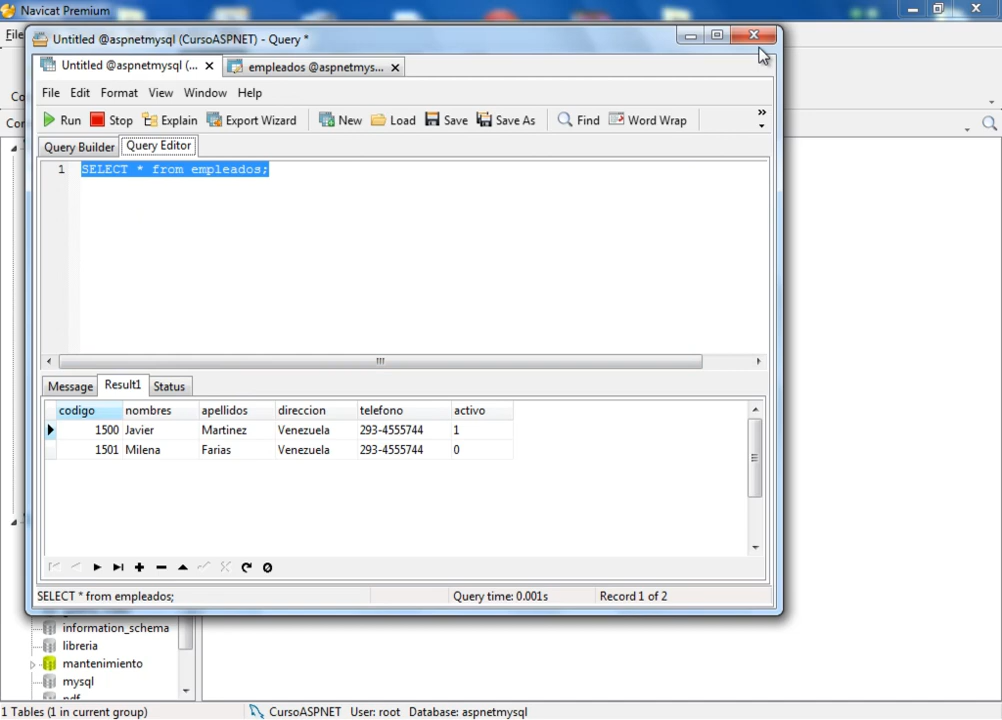 Navicat Premium
File
Untitled @aspnetmysql (CursoASPNET) - Query *
Untitled @aspnetmysql (...
empleados @aspnetmys...
File Edit Format View Window Help
Run Stop Explain Export Wizard New Load Save Save As Find Word Wrap
Query Builder Query Editor
1 SELECT * from empleados;
Message Result1 Status
codigo nombres apellidos direccion telefono activo
1500 Javier Martinez Venezuela 293-4555744 1
1501 Milena Farias Venezuela 293-4555744 0
SELECT * from empleados; Query time: 0.001s Record 1 of 2
information_schema
libreria
mantenimiento
mysql
1 Tables (1 in current group) CursoASPNET User: root Database: aspnetmysql